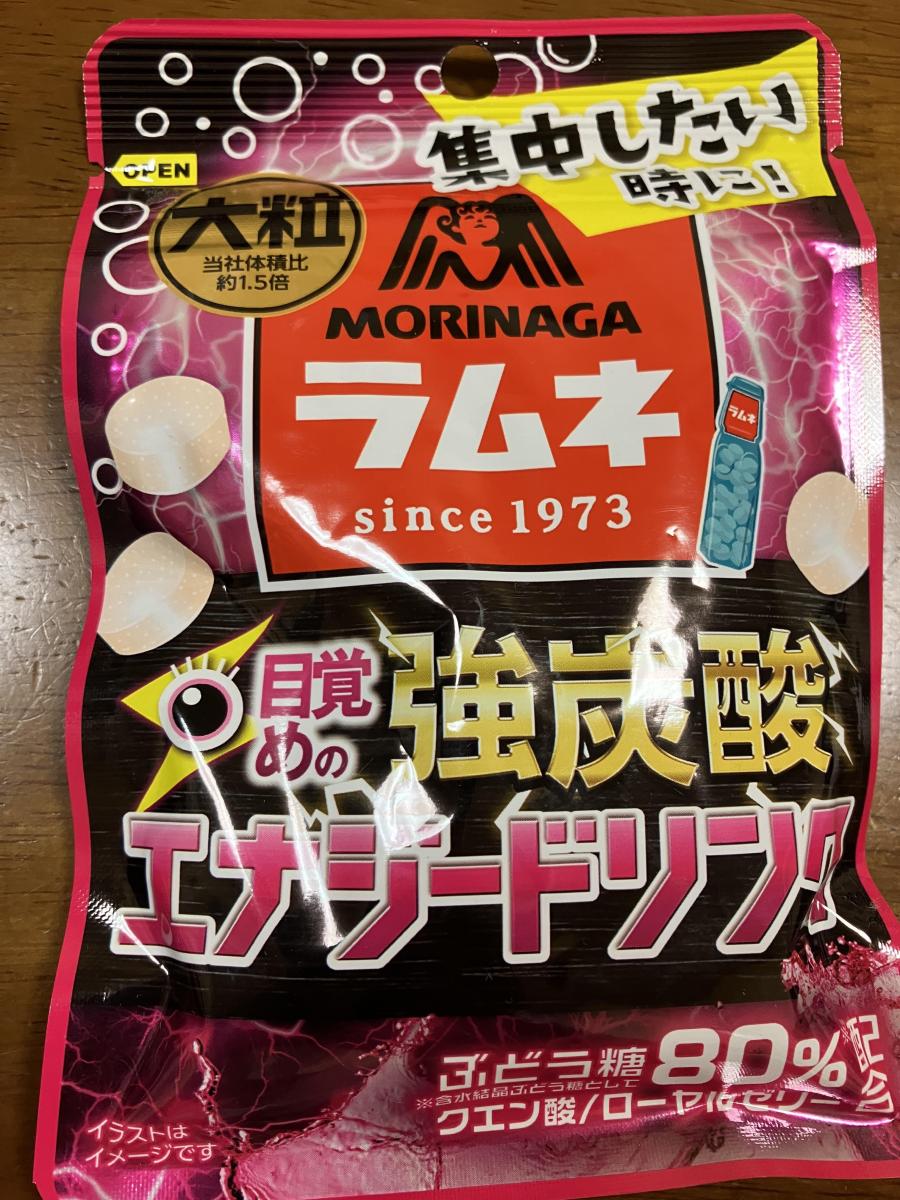 集中したい
時に!
OPEN
大粒
当社体積比
約1.5倍
MORINAGA
ラムネ
since 1973
ラムネ
目覚
めの
強炭酸
エナジードリンク
ぶどう糖80%配合
※含水結晶ぶどう糖として
クエン酸/ローヤルゼリー
イラストは
イメージです